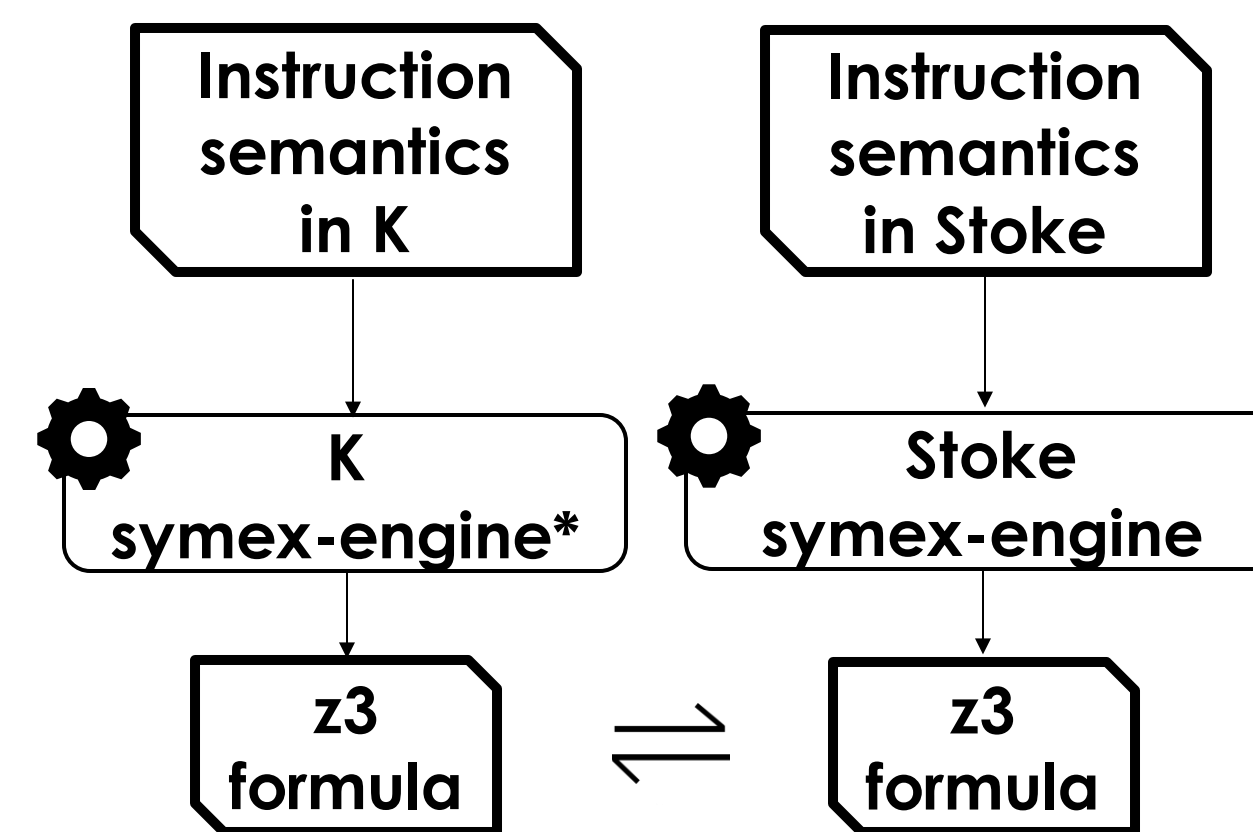 Instruction
semantics
in K
Instruction
semantics
in Stoke
K
symex-engine*
Stoke
symex-engine
z3
formula
z3
formula